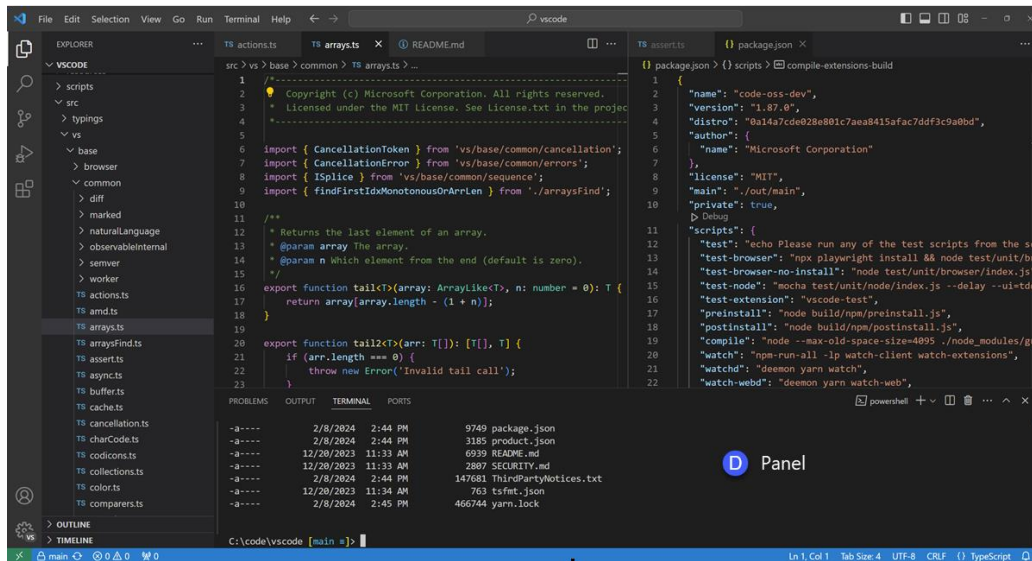 File Edit Selection View Go Run Terminal Help
vscode
EXPLORER
VSCODE
scripts
src
typings
vs
base
browser
common
diff
marked
naturalLanguage
observableInternal
semver
worker
TS actions.ts
TS amd.ts
TS arrays.ts
TS arraysFind.ts
TS assert.ts
TS async.ts
TS buffer.ts
TS cache.ts
TS cancellation.ts
TS charCode.ts
TS codicons.ts
TS collections.ts
TS color.ts
TS comparers.ts
OUTLINE
TIMELINE
VS
TS actions.ts TS arrays.ts README.md
src > vs > base > common > TS arrays.ts > ...
1 /*---------------------------------------------------------
2 Copyright (c) Microsoft Corporation. All rights reserved.
3 * Licensed under the MIT License. See License.txt in the projec
4 *---------------------------------------------------------
5
6 import { CancellationToken } from 'vs/base/common/cancellation';
7 import { CancellationError } from 'vs/base/common/errors';
8 import { ISplice } from 'vs/base/common/sequence';
9 import { findFirstIdxMonotonousOrArrLen } from './arraysFind';
10
11 /**
12 * Returns the last element of an array.
13 * @param array The array.
14 * @param n Which element from the end (default is zero).
15 */
16 export function tail<T>(array: ArrayLike<T>, n: number = 0): T {
17 return array[array.length - (1 + n)];
18 }
19
20 export function tail2<T>(arr: T[]): [T[], T] {
21 if (arr.length === 0) {
22 throw new Error('Invalid tail call');
23 }
TS assert.ts {} package.json
{} package.json > {} scripts > compile-extensions-build
1 {
2 "name": "code-oss-dev",
3 "version": "1.87.0",
4 "distro": "0a14a7cde028e801c7aea8415afac7ddf3c9a0bd",
5 "author": {
6 "name": "Microsoft Corporation"
7 },
8 "license": "MIT",
9 "main": "./out/main",
10 "private": true,
Debug
11 "scripts": {
12 "test": "echo Please run any of the test scripts from the s
13 "test-browser": "npx playwright install && node test/unit/b
14 "test-browser-no-install": "node test/unit/browser/index.js
15 "test-node": "mocha test/unit/node/index.js --delay --ui=td
16 "test-extension": "vscode-test",
17 "preinstall": "node build/npm/preinstall.js",
18 "postinstall": "node build/npm/postinstall.js",
19 "compile": "node --max-old-space-size=4095 ./node_modules/g
20 "watch": "npm-run-all -lp watch-client watch-extensions",
21 "watchd": "deemon yarn watch",
22 "watch-webd": "deemon yarn watch-web",
PROBLEMS OUTPUT TERMINAL PORTS
powershell
-a---- 2/8/2024 2:44 PM 9749 package.json
-a---- 2/8/2024 2:44 PM 3185 product.json
-a---- 12/20/2023 11:33 AM 6939 README.md
-a---- 12/20/2023 11:33 AM 2807 SECURITY.md
-a---- 2/8/2024 2:44 PM 147681 ThirdPartyNotices.txt
-a---- 12/20/2023 11:34 AM 763 tsfmt.json
-a---- 2/8/2024 2:45 PM 466744 yarn.lock
C:\code\vscode [main ≡]>
D Panel
main 0 0 0
Ln 1, Col 1 Tab Size: 4 UTF-8 CRLF {} TypeScript